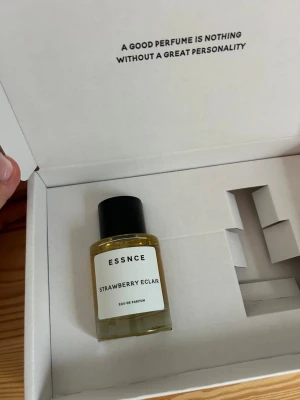 A GOOD PERFUME IS NOTHING
WITHOUT A GREAT PERSONALITY
ESSNCE
STRAWBERRY ECLAIR
EAU DE PARFUM